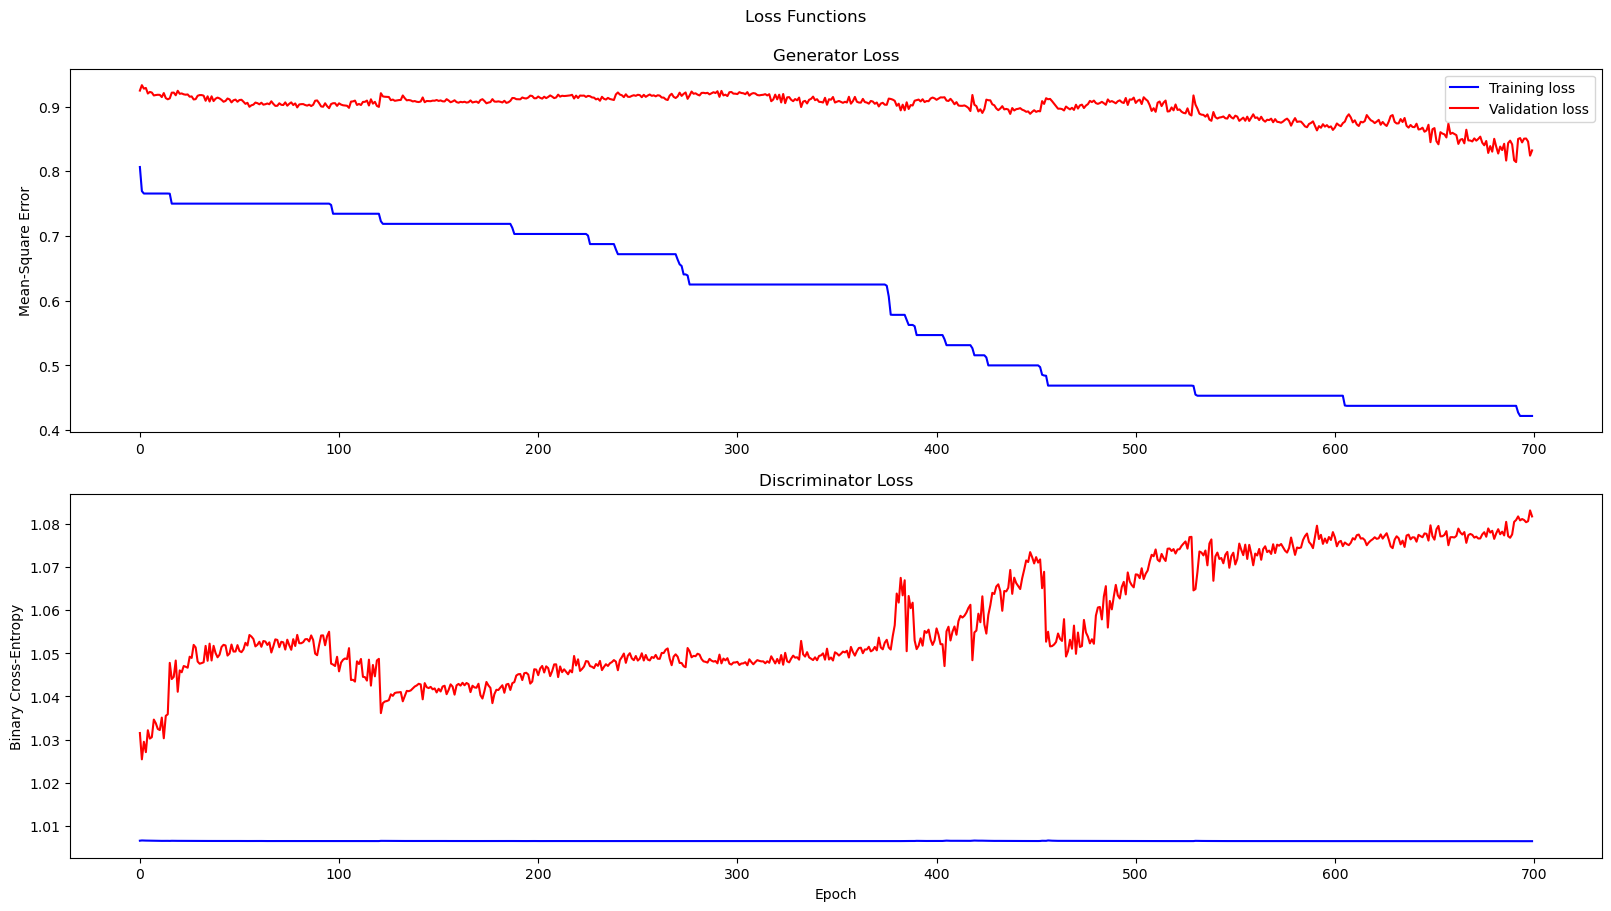 Loss Functions
Generator Loss
Mean-Square Error
0.9
0.8
0.7
0.6
0.5
0.4
Training loss
Validation loss
0 100 200 300 400 500 600 700
Discriminator Loss
Binary Cross-Entropy
1.08
1.07
1.06
1.05
1.04
1.03
1.02
1.01
0 100 200 300 400 500 600 700
Epoch